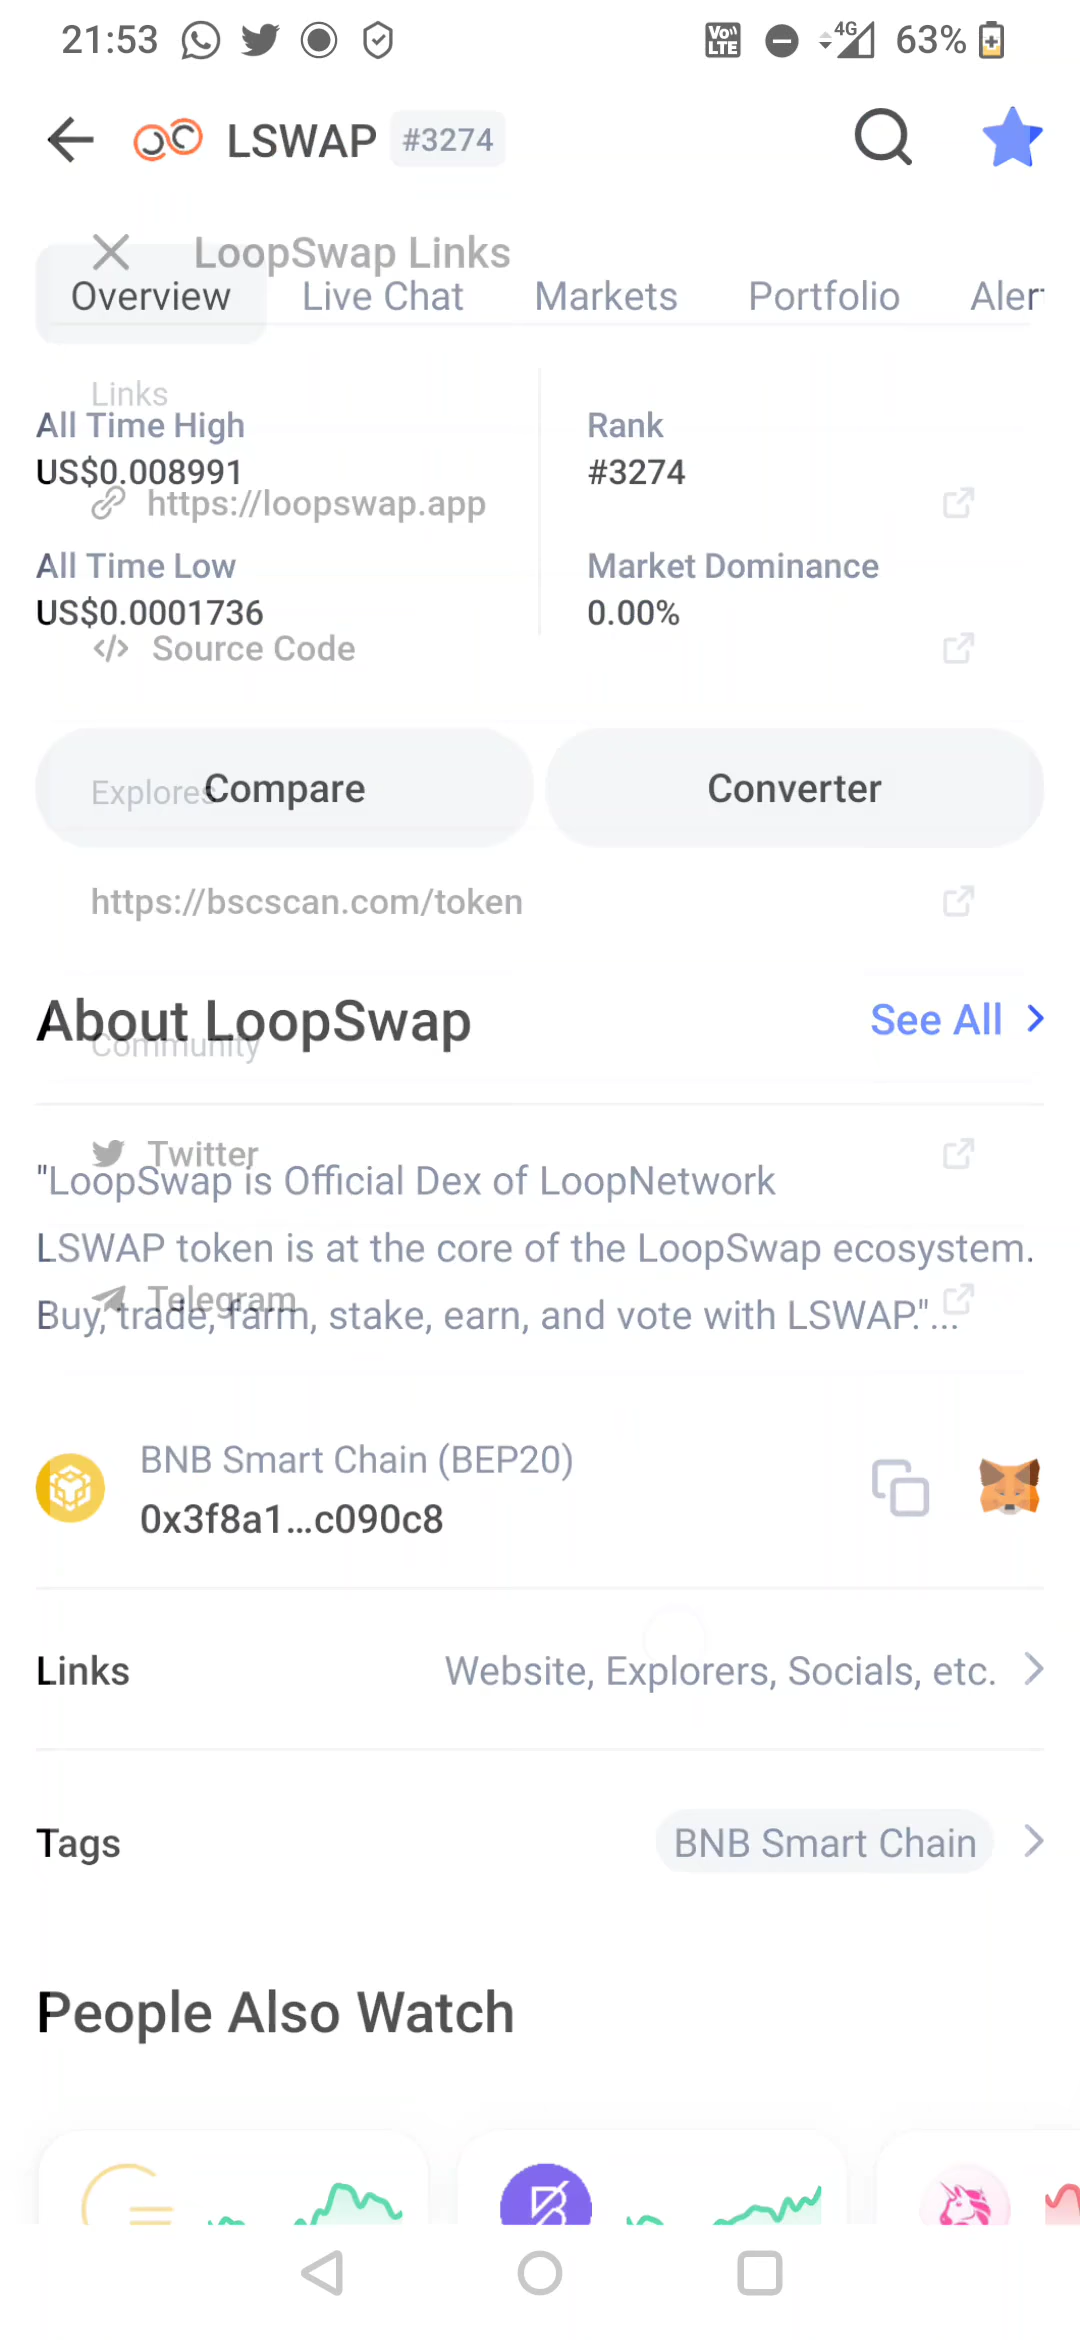 21:53
VoLTE 4G 63%
LSWAP #3274
LoopSwap Links
Overview Live Chat Markets Portfolio Aler
Links
All Time High Rank
US$0.008991 #3274
https://loopswap.app
All Time Low Market Dominance
US$0.0001736 0.00%
</> Source Code
Explores
Compare Converter
https://bscscan.com/token
About LoopSwap See All
Community
Twitter
"LoopSwap is Official Dex of LoopNetwork
LSWAP token is at the core of the LoopSwap ecosystem.
Telegram
Buy, trade, farm, stake, earn, and vote with LSWAP."...
BNB Smart Chain (BEP20)
0x3f8a1...c090c8
Links Website, Explorers, Socials, etc.
Tags BNB Smart Chain
People Also Watch